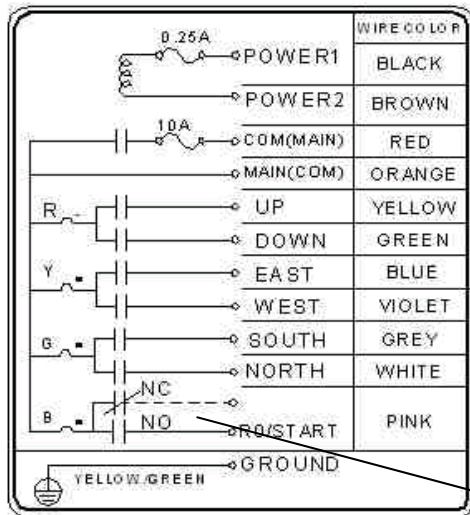 WIRE COLOR
0.25A POWER1 BLACK
POWER2 BROWN
10A COM(MAIN) RED
MAIN(COM) ORANGE
R UP YELLOW
DOWN GREEN
Y EAST BLUE
WEST VIOLET
G SOUTH GREY
NORTH WHITE
NC
B NO R0/START PINK
YELLOW/GREEN GROUND